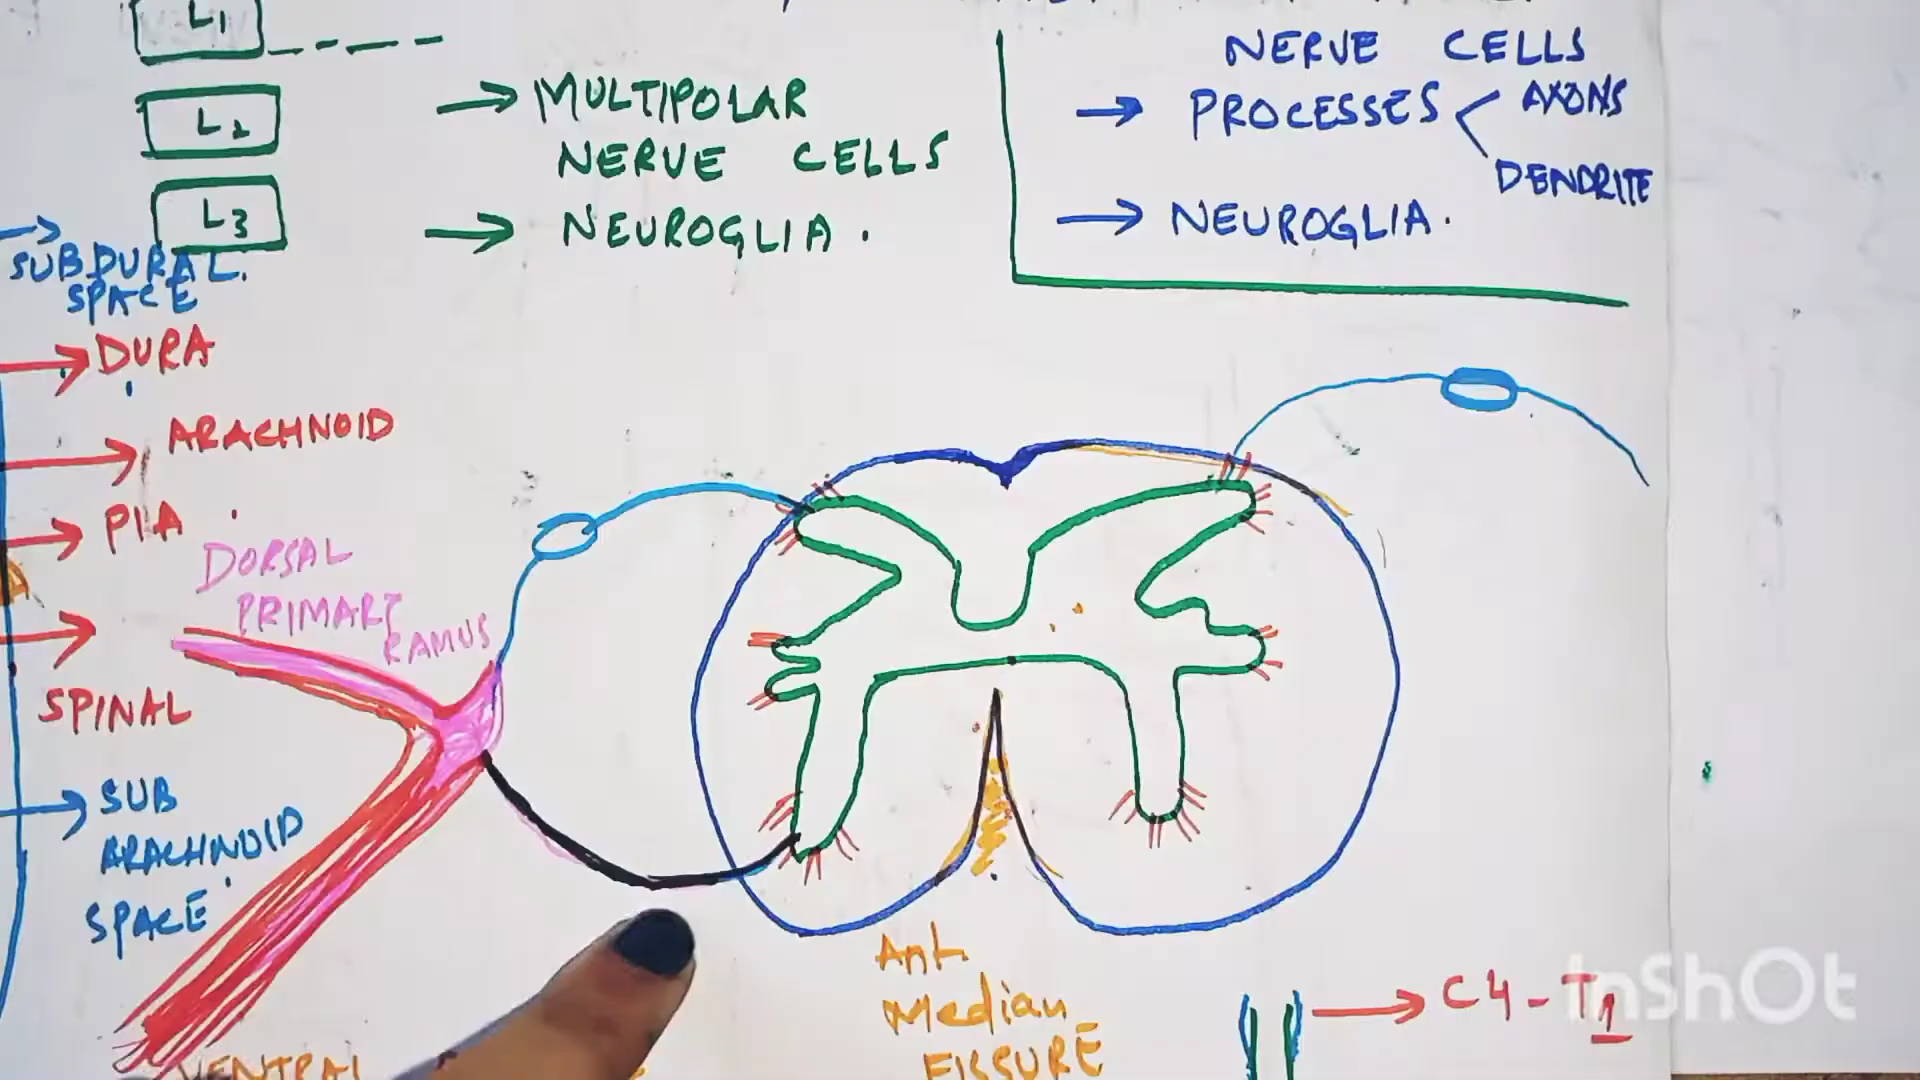 L1
L2
L3
→ MULTIPOLAR
NERVE CELLS
→ NEUROGLIA.
NERVE CELLS
→ PROCESSES
AXONS
DENDRITE
→ NEUROGLIA.
SUBDURAL
SPACE
DURA
ARACHNOID
PIA
SPINAL
SUB
ARACHNOID
SPACE
DORSAL
PRIMARY
RAMUS
VENTRAL
Ant.
Median
FISSURE
→ C4-T1
InShOt